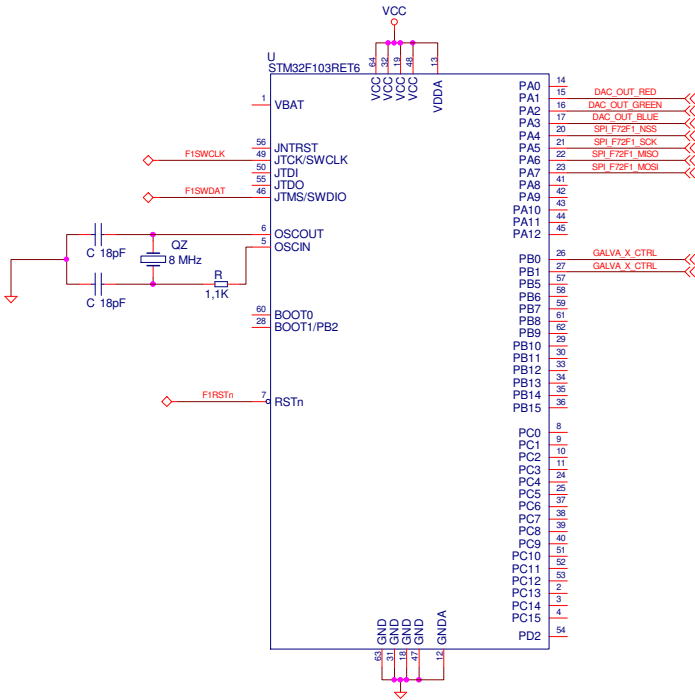 VCC
U
STM32F103RET6
64 32 19 48 13
VCC VCC VCC VCC VDDA
1 VBAT
56 JNTRST
F1SWCLK 49 JTCK/SWCLK
50 JTDI
55 JTDO
F1SWDAT 46 JTMS/SWDIO
6 OSCOUT
5 OSCIN
C 18pF
QZ
8 MHz
C 18pF
R
1,1K
60 BOOT0
28 BOOT1/PB2
F1RSTn 7 RSTn
PA0 14
PA1 15 DAC_OUT_RED
PA2 16 DAC_OUT_GREEN
PA3 17 DAC_OUT_BLUE
PA4 20 SPI_F72F1_NSS
PA5 21 SPI_F72F1_SCK
PA6 22 SPI_F72F1_MISO
PA7 23 SPI_F72F1_MOSI
PA8 41
PA9 42
PA10 43
PA11 44
PA12 45
PB0 26 GALVA_X_CTRL
PB1 27 GALVA_X_CTRL
PB5 57
PB6 58
PB7 59
PB8 61
PB9 62
PB10 29
PB11 30
PB12 33
PB13 34
PB14 35
PB15 36
PC0 8
PC1 9
PC2 10
PC3 11
PC4 24
PC5 25
PC6 37
PC7 38
PC8 39
PC9 40
PC10 51
PC11 52
PC12 53
PC13 2
PC14 3
PC15 4
PD2 54
GND GND GND GND GNDA
63 31 18 47 12